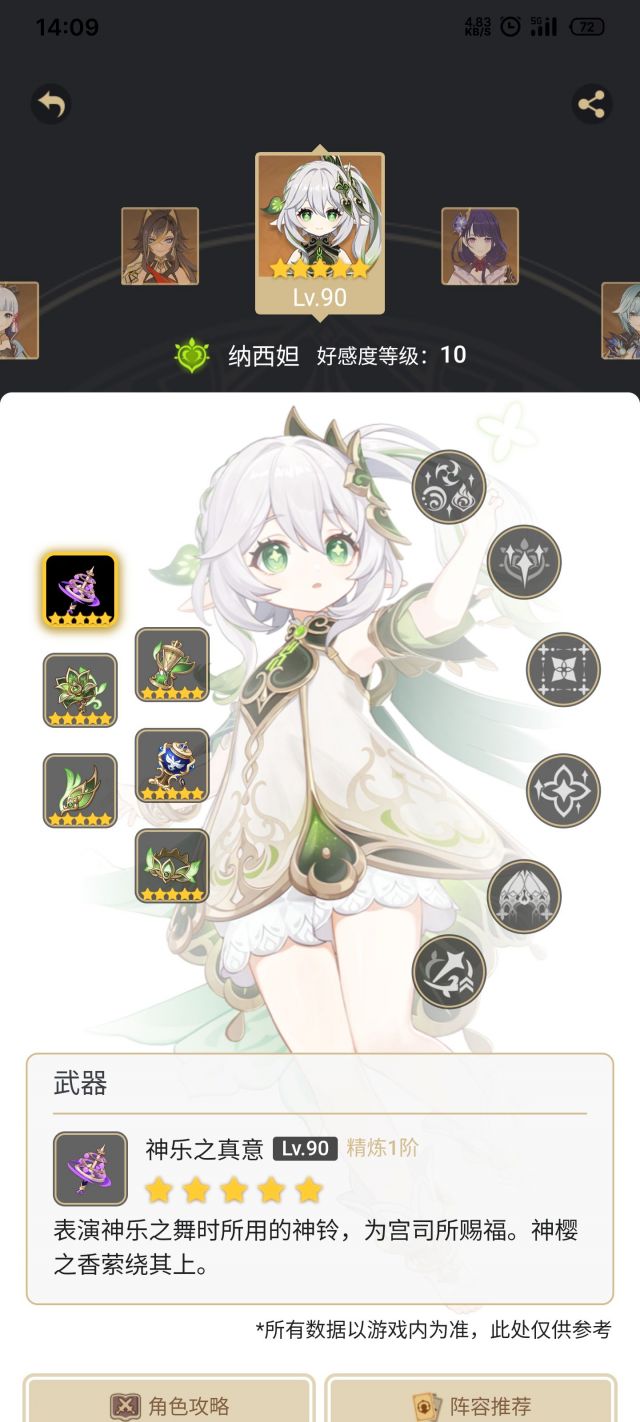 14:09
4.83 KB/S 5G 72
Lv.90
纳西妲 好感度等级：10
武器
神乐之真意 Lv.90 精炼1阶
表演神乐之舞时所用的神铃，为宫司所赐福。神樱
之香萦绕其上。
*所有数据以游戏内为准，此处仅供参考
角色攻略 阵容推荐